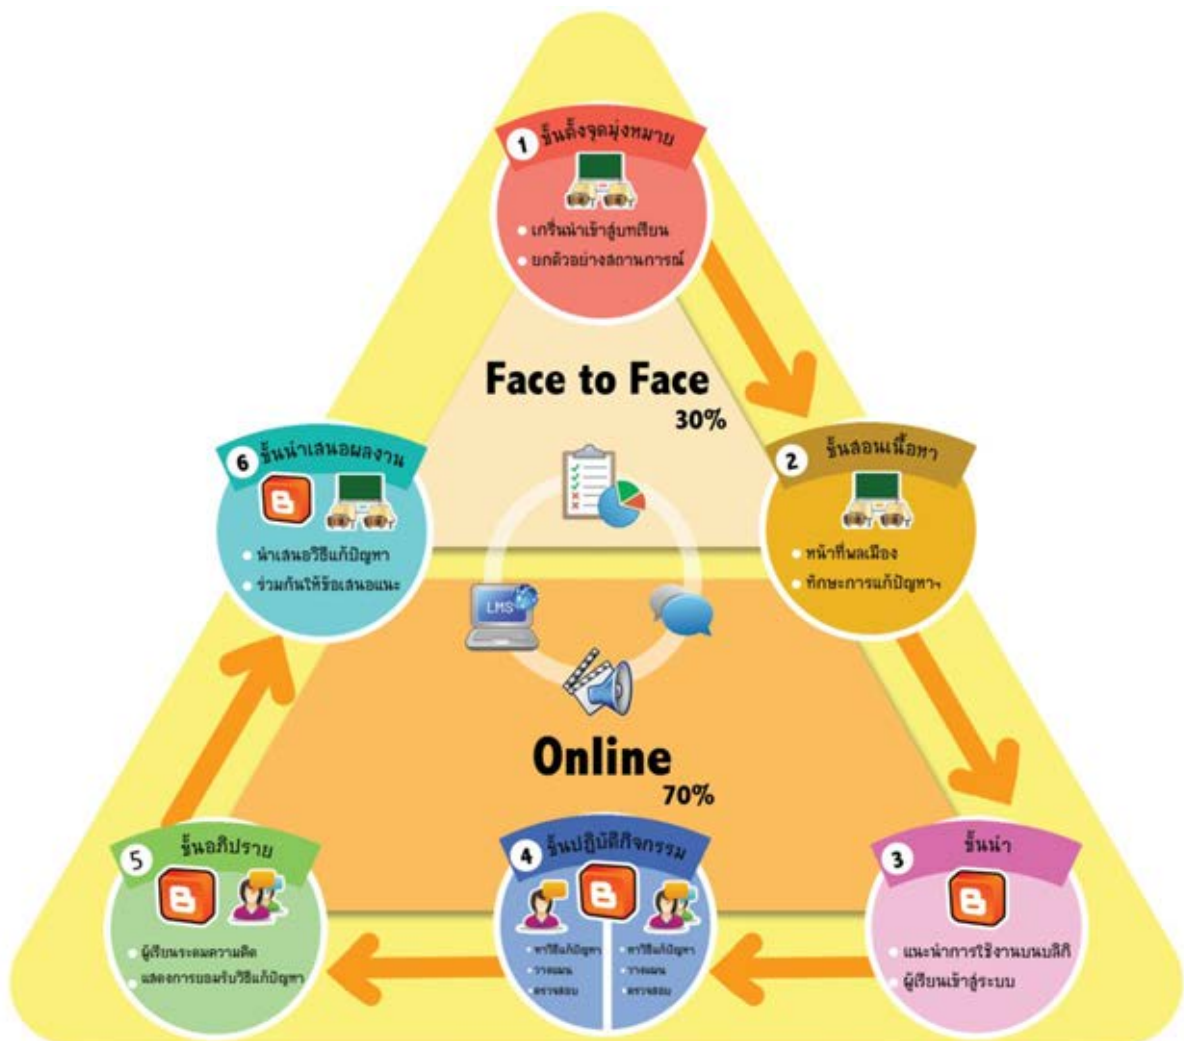 1 ขั้นตั้งจุดมุ่งหมาย
เกริ่นนำเข้าสู่บทเรียน
ยกตัวอย่างสถานการณ์
Face to Face
30%
2 ขั้นสอนเนื้อหา
หน้าที่พลเมือง
ทักษะการแก้ปัญหาฯ
3 ขั้นนำ
แนะนำการใช้งานบนบล็กิ
ผู้เรียนเข้าสู่ระบบ
4 ขั้นปฏิบัติกิจกรรม
หาวิธีแก้ปัญหา
วางแผน
ตรวจสอบ
หาวิธีแก้ปัญหา
วางแผน
ตรวจสอบ
5 ขั้นอภิปราย
ผู้เรียนระดมความคิด
แสดงการยอมรับวิธีแก้ปัญหา
6 ขั้นนำเสนอผลงาน
นำเสนอวิธีแก้ปัญหา
ร่วมกันให้ข้อเสนอแนะ
LMS
Online
70%